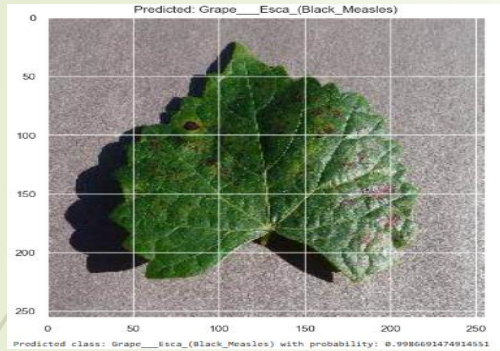 Predicted: Grape___Esca_(Black_Measles)
0
50
100
150
200
250
0 50 100 150 200 250
Predicted class: Grape___Esca_(Black_Measles) with probability: 0.9986691474914551